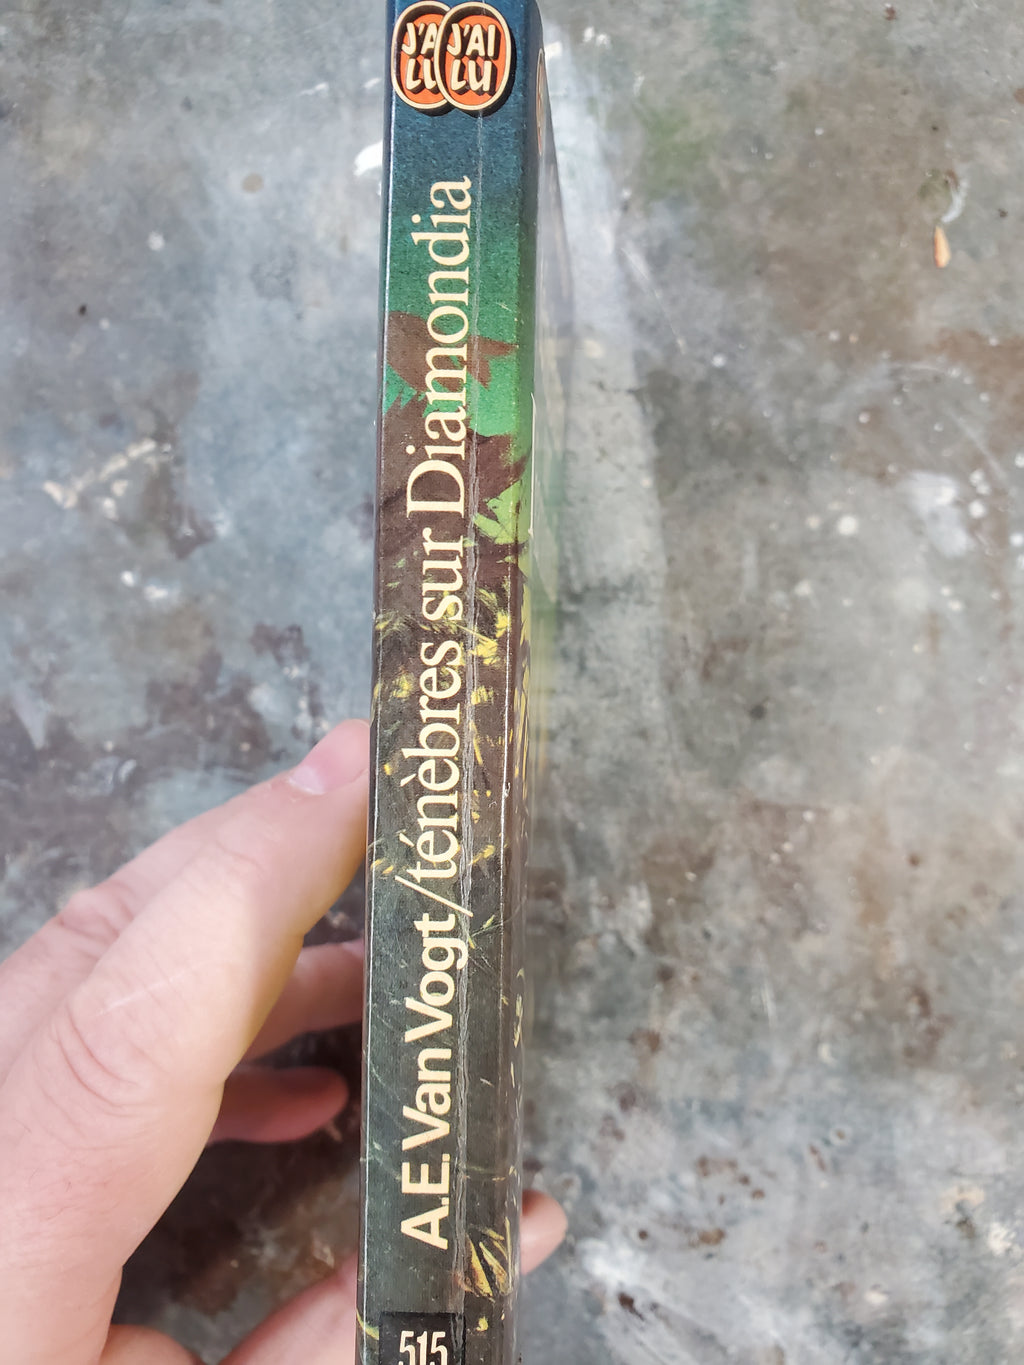 J'AI
LU
J'AI
LU
A.E. Van Vogt/ténèbres sur Diamondia
515